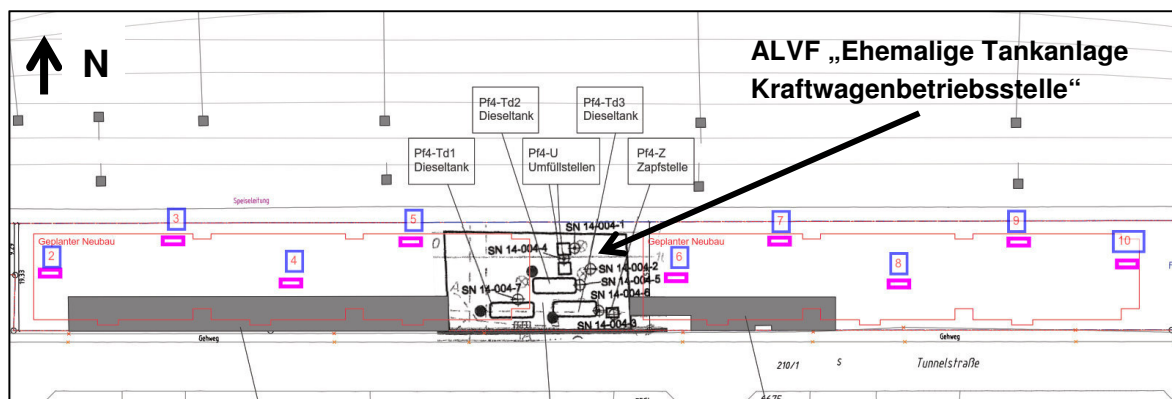 N
ALVF „Ehemalige Tankanlage
Kraftwagenbetriebsstelle“
Pf4-Td2
Dieseltank
Pf4-Td3
Dieseltank
Pf4-Td1
Dieseltank
Pf4-U
Umfüllstellen
Pf4-Z
Zapfstelle
Speiseleitung
3
5
7
9
SN 14-004-1
Geplanter Neubau
Geplanter Neubau
10
2
4
6
8
SN 14-004-4
SN 14-004-2
SN 14-004-5
SN 14-004-7
SN 14-004-6
SN 14-004-3
19.33
Gehweg
Gehweg
210/1
S
Tunnelstraße